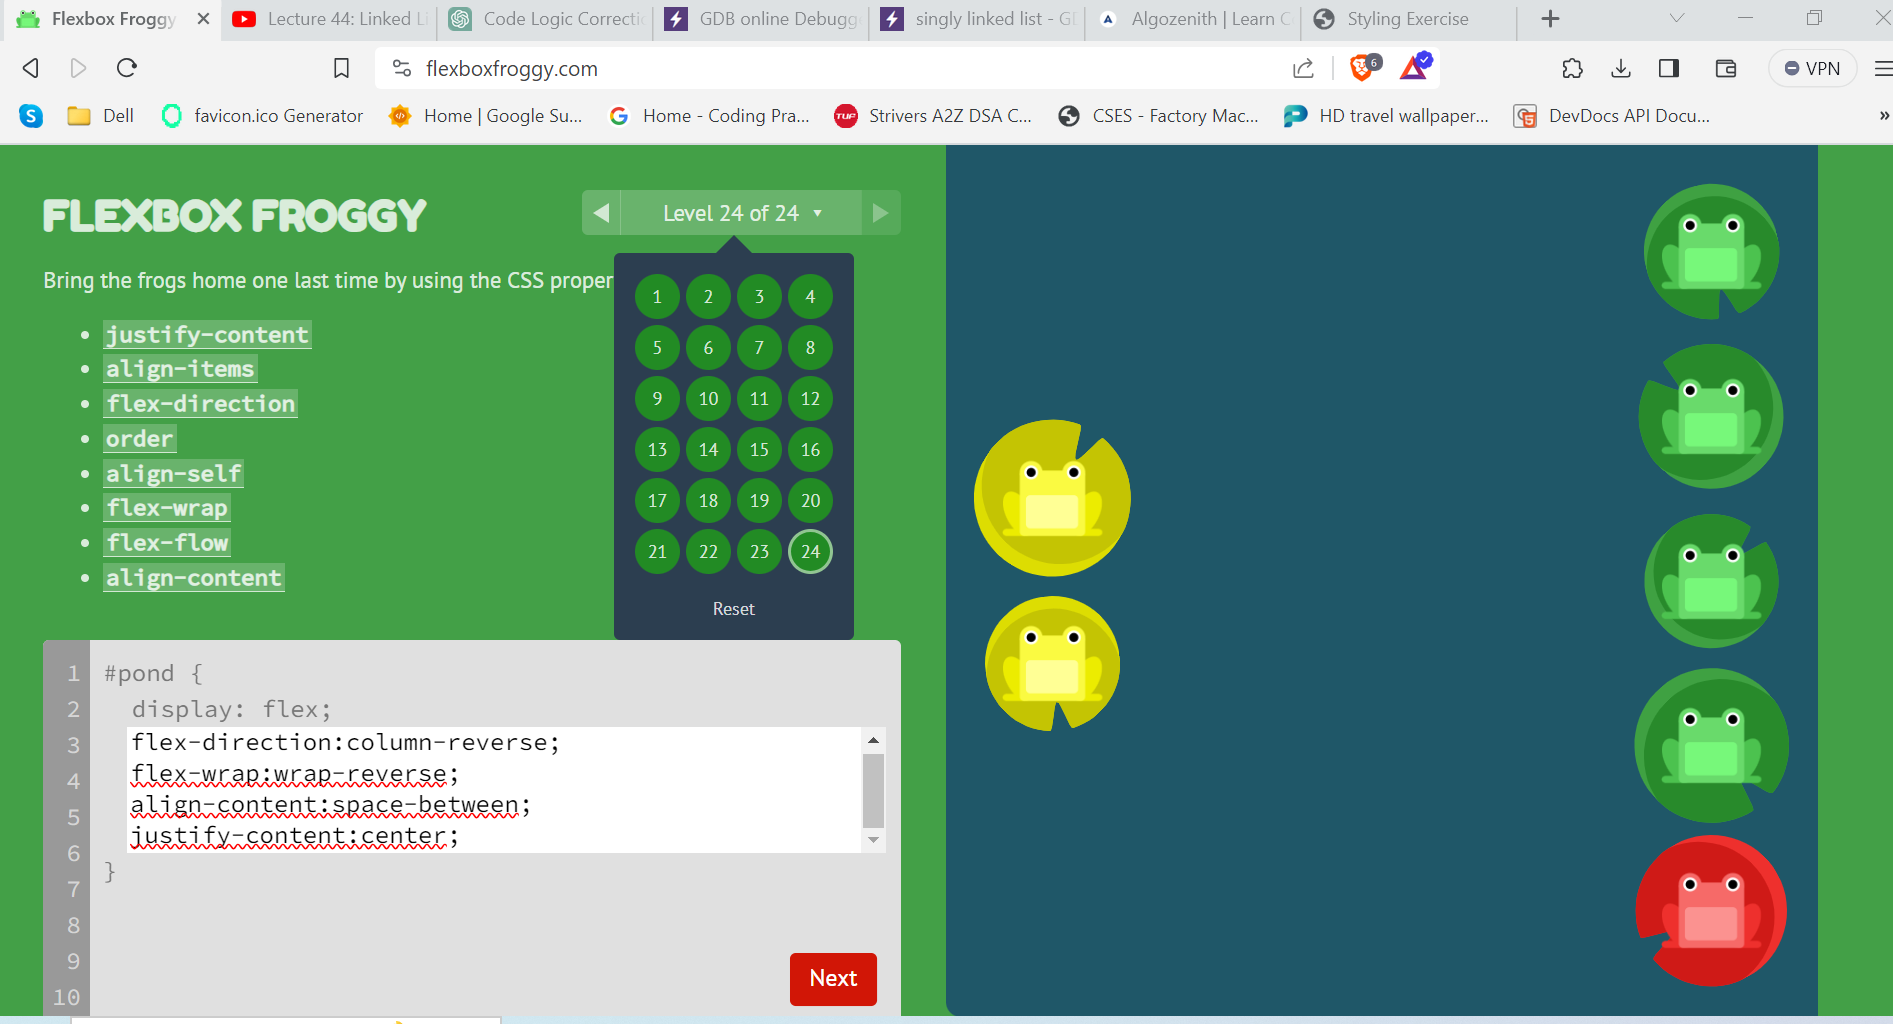 Flexbox Froggy
Lecture 44: Linked Li
Code Logic Correctic
GDB online Debugge
singly linked list - GD
Algozenith | Learn C
Styling Exercise
flexboxfroggy.com
6
VPN
Dell
favicon.ico Generator
Home | Google Su...
Home - Coding Pra...
TUF
Strivers A2Z DSA C...
CSES - Factory Mac...
HD travel wallpaper...
DevDocs API Docu...
»
FLEXBOX FROGGY
Level 24 of 24
Bring the frogs home one last time by using the CSS proper
justify-content
align-items
flex-direction
order
align-self
flex-wrap
flex-flow
align-content
1 2 3 4
5 6 7 8
9 10 11 12
13 14 15 16
17 18 19 20
21 22 23 24
Reset
1 #pond {
2 display: flex;
3 flex-direction:column-reverse;
4 flex-wrap:wrap-reverse;
5 align-content:space-between;
6 justify-content:center;
7 }
8
9
10
Next